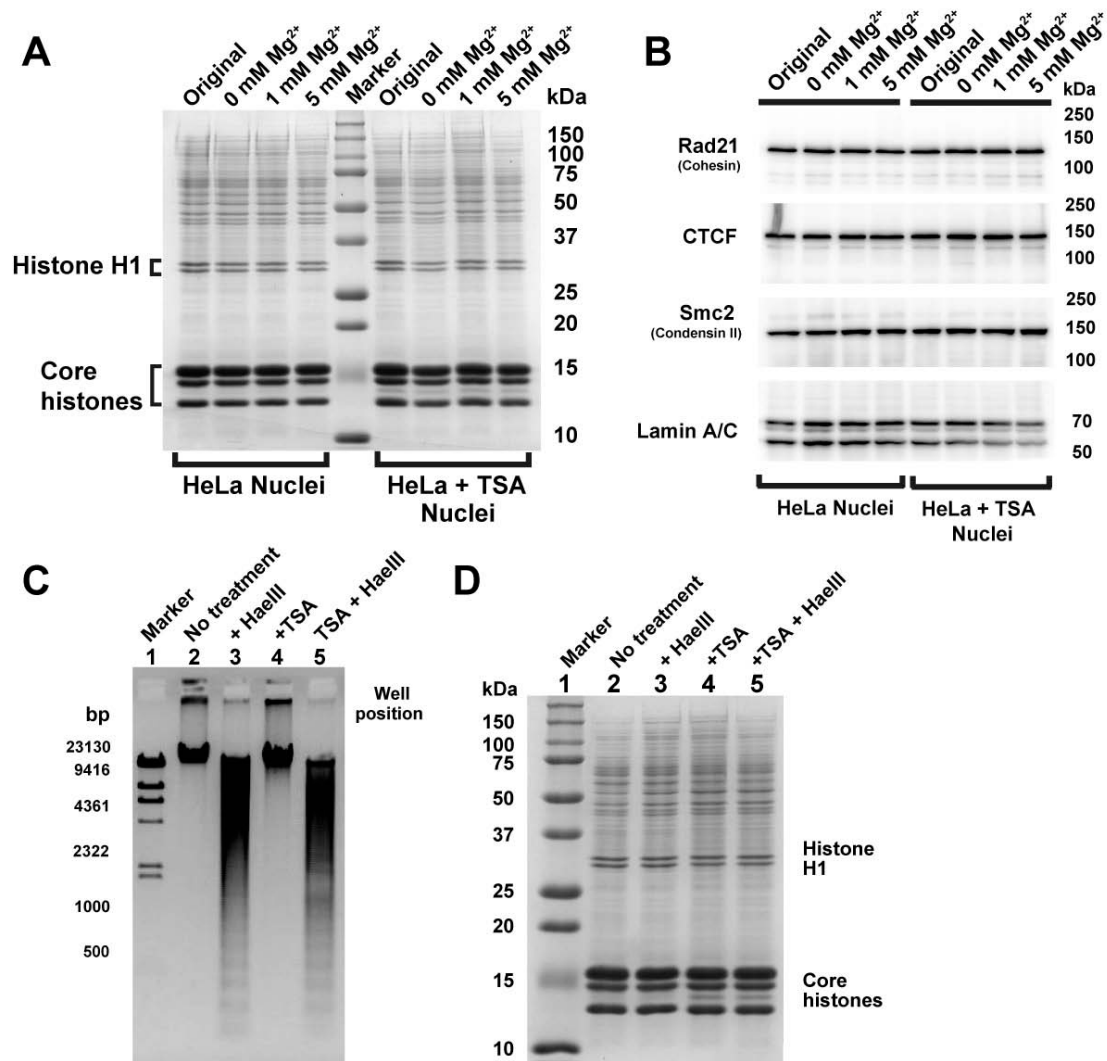 A
Original
0 mM Mg²⁺
1 mM Mg²⁺
5 mM Mg²⁺
Marker
Original
0 mM Mg²⁺
1 mM Mg²⁺
5 mM Mg²⁺
kDa
150
100
75
50
37
25
20
15
10
Histone H1
Core
histones
HeLa Nuclei
HeLa + TSA
Nuclei
B
Original
0 mM Mg²⁺
1 mM Mg²⁺
5 mM Mg²⁺
Original
0 mM Mg²⁺
1 mM Mg²⁺
5 mM Mg²⁺
kDa
Rad21
(Cohesin)
250
150
100
CTCF
250
150
100
Smc2
(Condensin II)
250
150
100
Lamin A/C
70
50
HeLa Nuclei
HeLa + TSA
Nuclei
C
Marker
No treatment
+ HaeIII
+TSA
TSA + HaeIII
1 2 3 4 5
Well
position
bp
23130
9416
4361
2322
1000
500
D
Marker
No treatment
+ HaeIII
+TSA
+TSA + HaeIII
kDa
1 2 3 4 5
150
100
75
50
37
25
20
15
10
Histone
H1
Core
histones